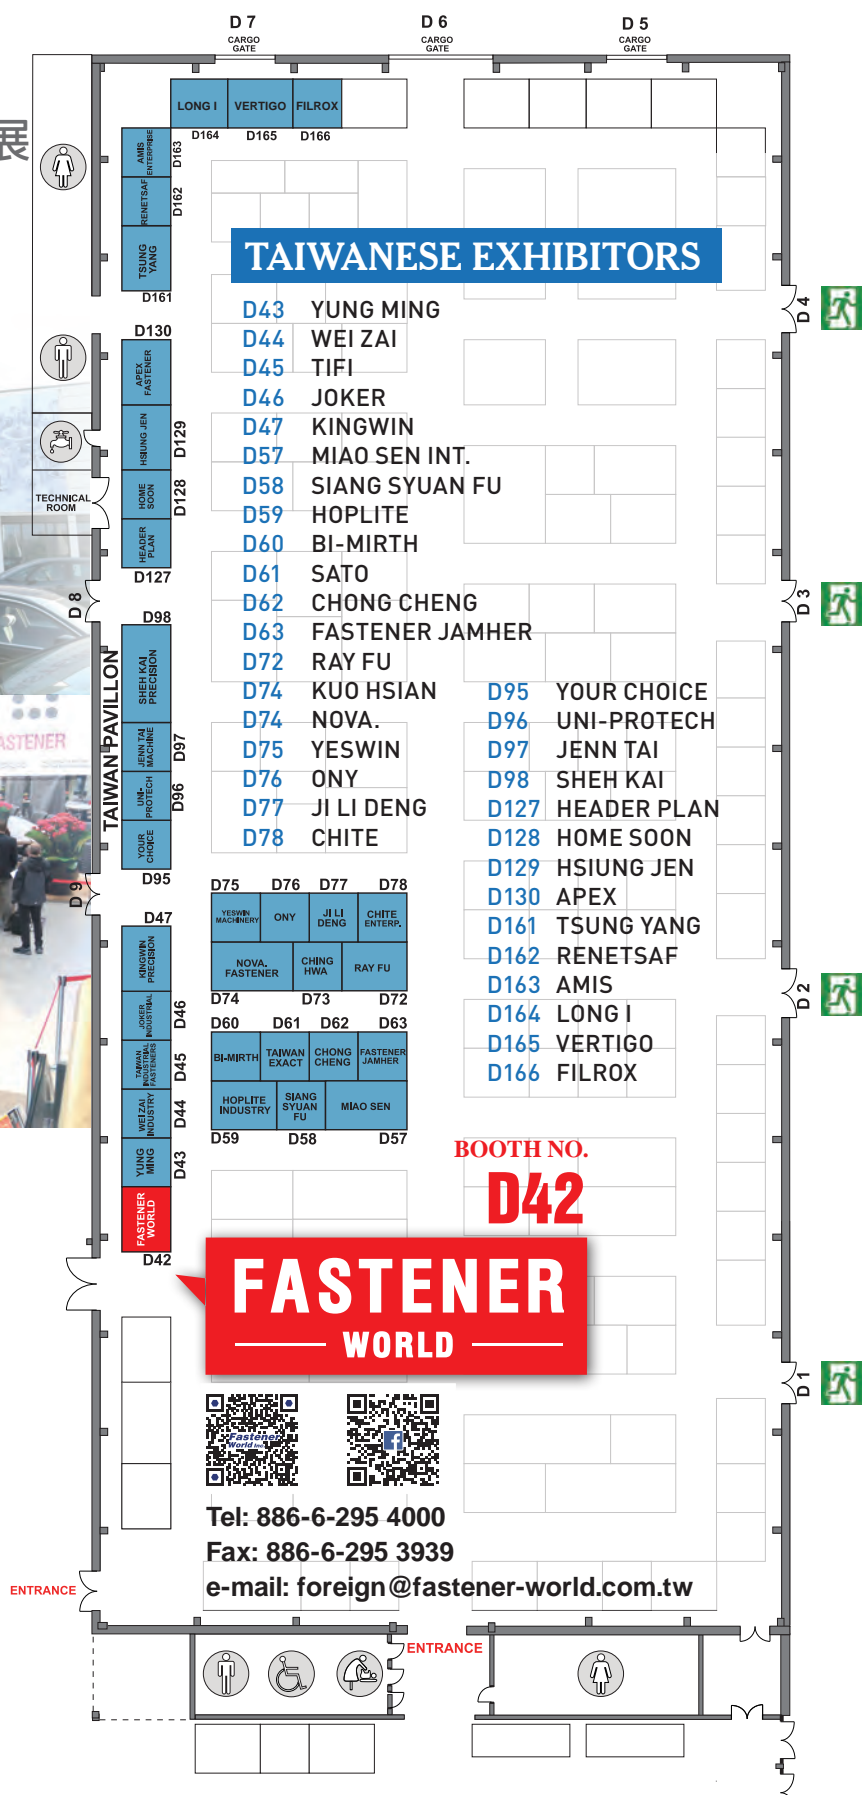 D 7
D 6
D 5
CARGO
GATE
CARGO
GATE
CARGO
GATE
展
LONG I
VERTIGO
FILROX
D164
D165
D166
AMIS
ENTERPRISE
D163
RENETSAF
D162
TSUNG
YANG
D161
TAIWANESE EXHIBITORS
D43 YUNG MING
D44 WEI ZAI
D45 TIFI
D46 JOKER
D47 KINGWIN
D57 MIAO SEN INT.
D58 SIANG SYUAN FU
D59 HOPLITE
D60 BI-MIRTH
D61 SATO
D62 CHONG CHENG
D63 FASTENER JAMHER
D72 RAY FU
D74 KUO HSIAN
D74 NOVA.
D75 YESWIN
D76 ONY
D77 JI LI DENG
D78 CHITE
D95 YOUR CHOICE
D96 UNI-PROTECH
D97 JENN TAI
D98 SHEH KAI
D127 HEADER PLAN
D128 HOME SOON
D129 HSIUNG JEN
D130 APEX
D161 TSUNG YANG
D162 RENETSAF
D163 AMIS
D164 LONG I
D165 VERTIGO
D166 FILROX
D 4
D 3
D 2
D 1
D130
APEX
FASTENER
HSIUNG JEN
D129
HOME
SOON
D128
HEADER
PLAN
D127
TECHNICAL
ROOM
D 8
D98
SHEH KAI
PRECISION
TAIWAN PAVILLON
JENN TAI
MACHINE
D97
UNI-
PROTECH
D96
YOUR
CHOICE
D95
D 9
ASTENER
D47
KINGWIN
PRECISION
JOKER
INDUSTRIAL
D46
TAIWAN
INDUSTRIAL
FASTENERS
D45
WEI ZAI
INDUSTRY
D44
YUNG
MING
D43
FASTENER
WORLD
D42
D75
D76
D77
D78
YESWIN
MACHINERY
ONY
JI LI
DENG
CHITE
ENTERP.
NOVA.
FASTENER
CHING
HWA
RAY FU
D74
D73
D72
D60
D61
D62
D63
BI-MIRTH
TAIWAN
EXACT
CHONG
CHENG
FASTENER
JAMHER
HOPLITE
INDUSTRY
SIANG
SYUAN
FU
MIAO SEN
D59
D58
D57
BOOTH NO.
D42
FASTENER
WORLD
Fastener
World Inc.
f
Tel: 886-6-295 4000
Fax: 886-6-295 3939
e-mail: foreign@fastener-world.com.tw
ENTRANCE
ENTRANCE